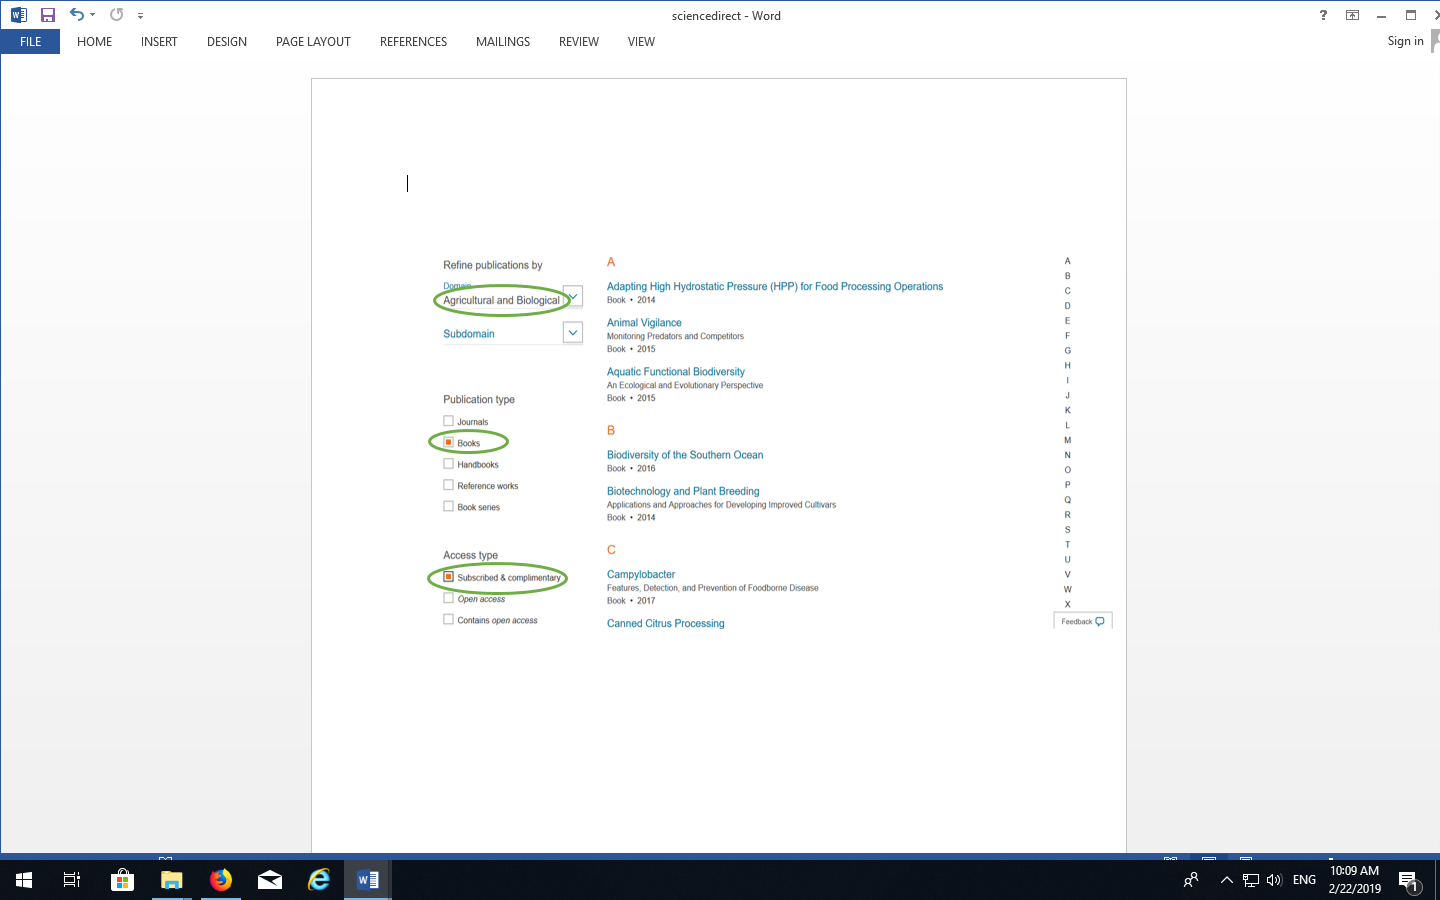 sciencedirect - Word
?
FILE HOME INSERT DESIGN PAGE LAYOUT REFERENCES MAILINGS REVIEW VIEW
Sign in
Refine publications by
Domain
Agricultural and Biological
Subdomain
Publication type
Journals
Books
Handbooks
Reference works
Book series
Access type
Subscribed & complimentary
Open access
Contains open access
A
Adapting High Hydrostatic Pressure (HPP) for Food Processing Operations
Book • 2014
Animal Vigilance
Monitoring Predators and Competitors
Book • 2015
Aquatic Functional Biodiversity
An Ecological and Evolutionary Perspective
Book • 2015
B
Biodiversity of the Southern Ocean
Book • 2016
Biotechnology and Plant Breeding
Applications and Approaches for Developing Improved Cultivars
Book • 2014
C
Campylobacter
Features, Detection, and Prevention of Foodborne Disease
Book • 2017
Canned Citrus Processing
A
B
C
D
E
F
G
H
I
J
K
L
M
N
O
P
Q
R
S
T
U
V
W
X
Feedback
ENG
10:09 AM
2/22/2019
1